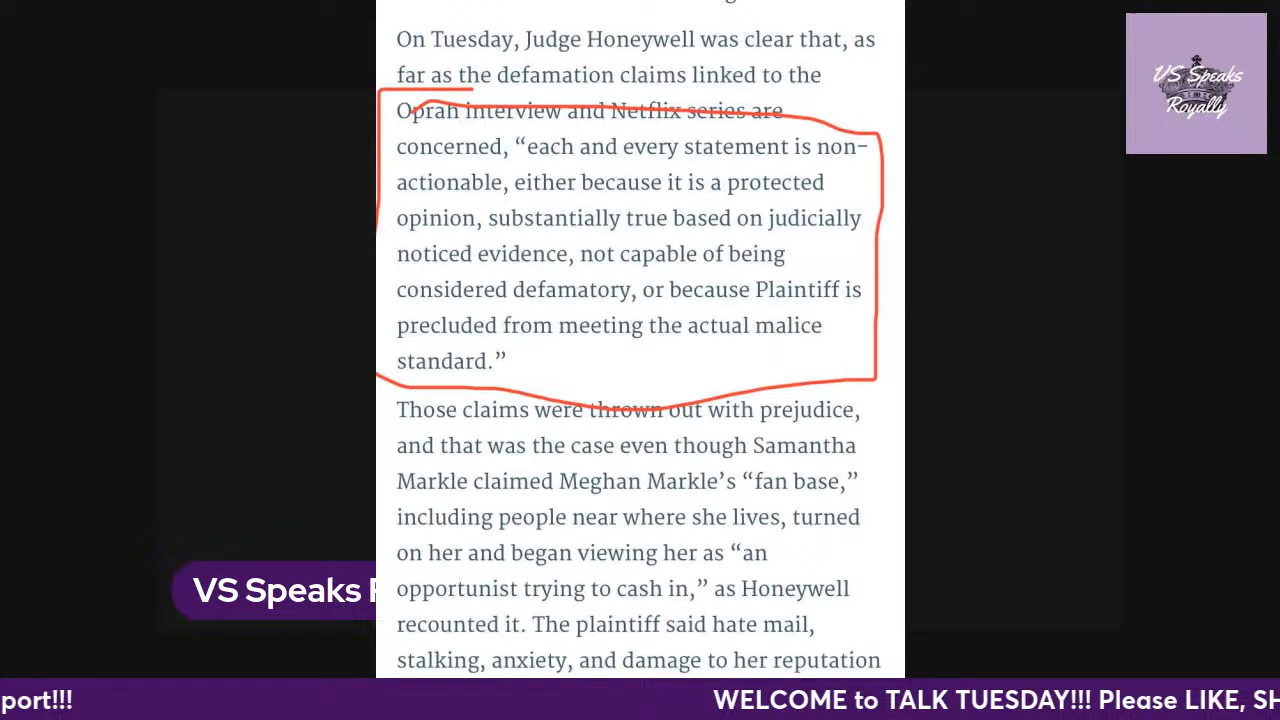 On Tuesday, Judge Honeywell was clear that, as
far as the defamation claims linked to the
Oprah interview and Netflix series are
concerned, “each and every statement is non-
actionable, either because it is a protected
opinion, substantially true based on judicially
noticed evidence, not capable of being
considered defamatory, or because Plaintiff is
precluded from meeting the actual malice
standard.”
Those claims were thrown out with prejudice,
and that was the case even though Samantha
Markle claimed Meghan Markle’s “fan base,”
including people near where she lives, turned
on her and began viewing her as “an
opportunist trying to cash in,” as Honeywell
recounted it. The plaintiff said hate mail,
stalking, anxiety, and damage to her reputation
VS Speaks
Royally
VS Speaks
port!!!
WELCOME to TALK TUESDAY!!! Please LIKE, SH